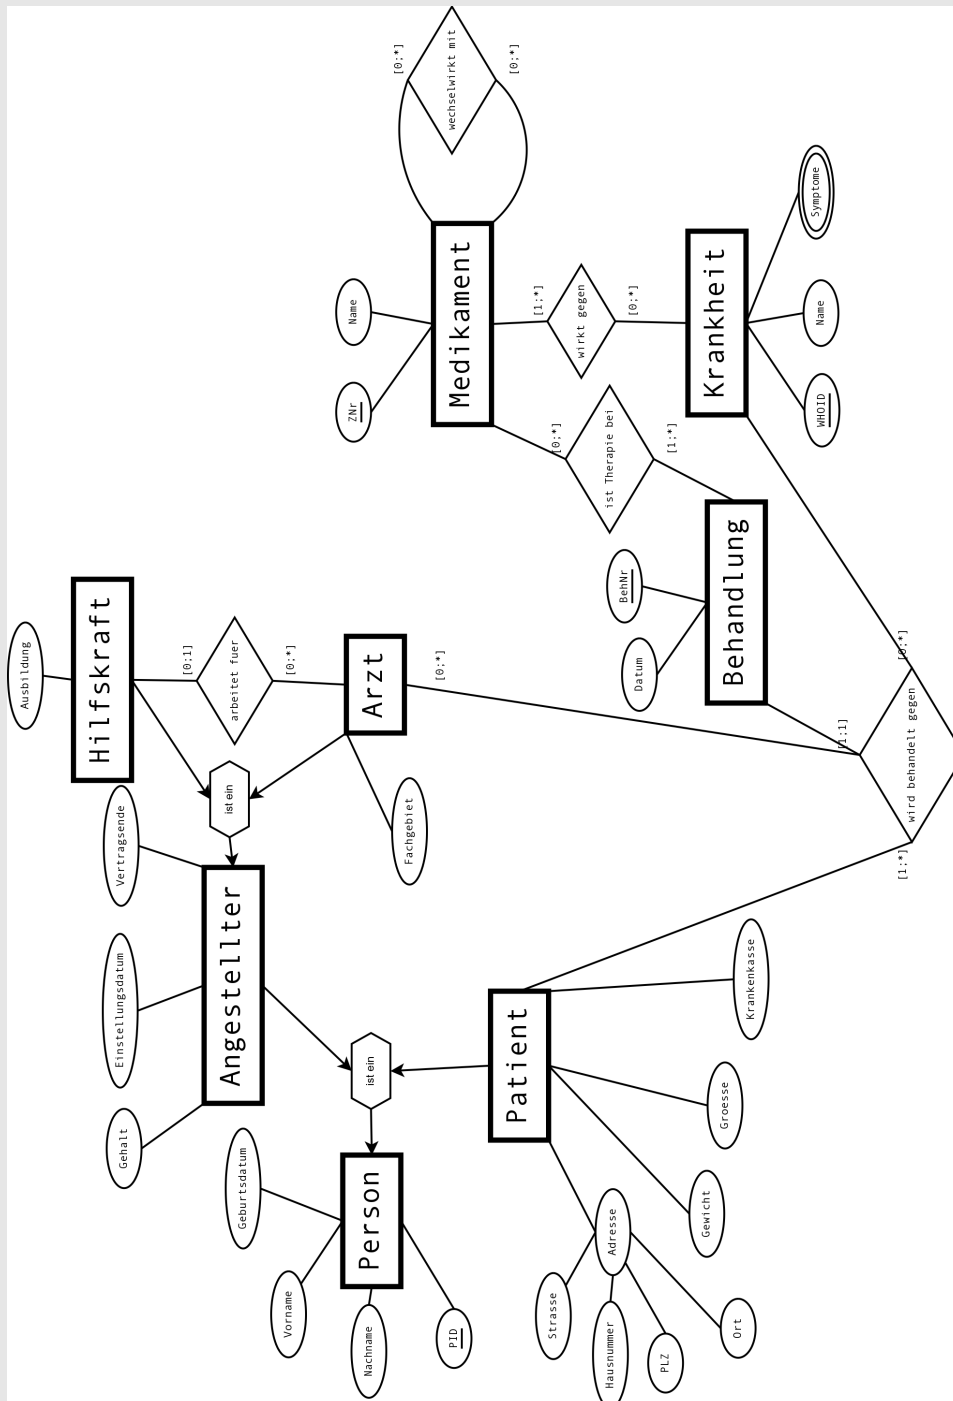 Ausbildung
Hilfskraft
[0:1]
arbeitet fuer
[0:*]
Arzt
[0:*]
ist ein
Fachgebiet
Vertragsende
Einstellungsdatum
Gehalt
Angestellter
ist ein
Geburtsdatum
Vorname
Nachname
PID
Person
Patient
Krankenkasse
Groesse
Gewicht
Adresse
Strasse
Hausnummer
PLZ
Ort
[1:*]
wird behandelt gegen
[1:1]
[0:*]
Behandlung
Datum
BehNr
[1:*]
ist Therapie bei
[0:*]
Medikament
ZNr
Name
[0:*]
wechselwirkt mit
[0:*]
[1:*]
wirkt gegen
[0:*]
Krankheit
WHOID
Name
Symptome